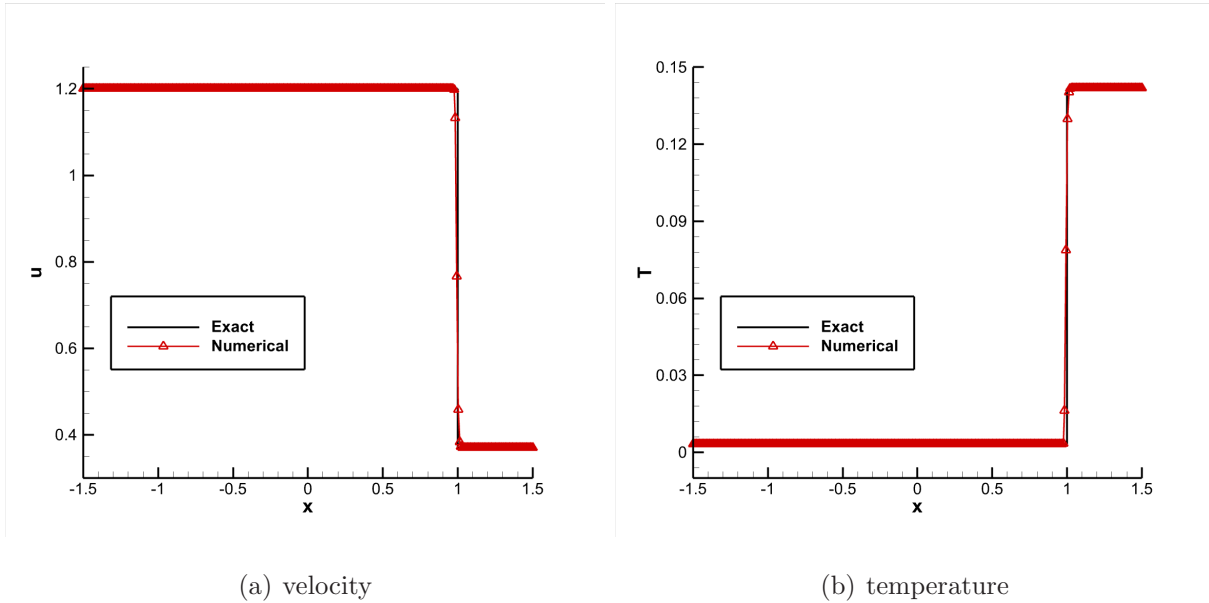 1.2
1
0.8
0.6
0.4
u
Exact
Numerical
-1.5 -1 -0.5 0 0.5 1 1.5
x
(a) velocity
0.15
0.12
0.09
0.06
0.03
0
T
Exact
Numerical
-1.5 -1 -0.5 0 0.5 1 1.5
x
(b) temperature